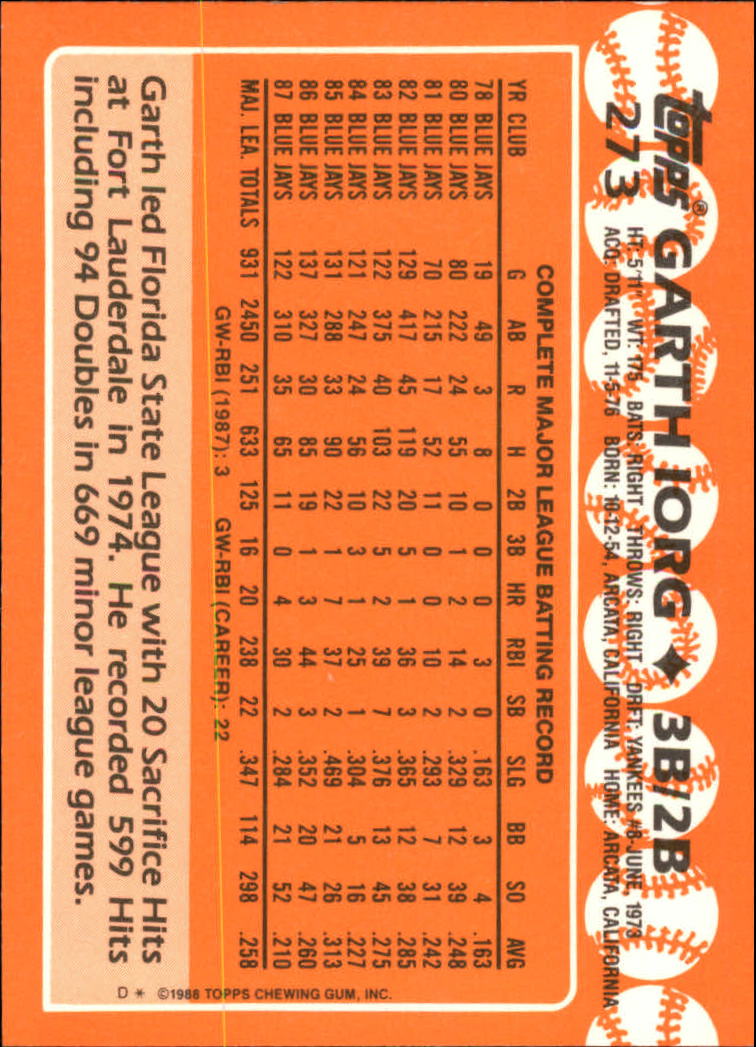 topps® GARTH IORG ◆ 3B/2B
273
HT: 5'11" WT: 175 BATS: RIGHT THROWS: RIGHT DRFT: YANKEES #8-JUNE, 1973
ACQ: DRAFTED, 11-5-76 BORN: 10-12-54, ARCATA, CALIFORNIA HOME: ARCATA, CALIFORNIA
COMPLETE MAJOR LEAGUE BATTING RECORD
YR CLUB G AB R H 2B 3B HR RBI SB SLG BB SO AVG
78 BLUE JAYS 19 49 3 8 0 0 0 3 0 .163 3 4 .163
80 BLUE JAYS 80 222 24 55 10 1 2 14 2 .329 12 39 .248
81 BLUE JAYS 70 215 17 52 11 0 0 10 2 .293 7 31 .242
82 BLUE JAYS 129 417 45 119 20 5 1 36 3 .365 12 38 .285
83 BLUE JAYS 122 375 40 103 22 5 2 39 7 .376 13 45 .275
84 BLUE JAYS 121 247 24 56 10 3 1 25 1 .304 5 16 .227
85 BLUE JAYS 131 288 33 90 22 1 7 37 2 .469 21 26 .313
86 BLUE JAYS 137 327 30 85 19 1 3 44 3 .352 20 47 .260
87 BLUE JAYS 122 310 35 65 11 0 4 30 2 .284 21 52 .210
MAJ. LEA. TOTALS 931 2450 251 633 125 16 20 238 22 .347 114 298 .258
GW-RBI (1987): 3 GW-RBI (CAREER): 22
Garth led Florida State League with 20 Sacrifice Hits
at Fort Lauderdale in 1974. He recorded 599 Hits
including 94 Doubles in 669 minor league games.
D * ©1988 TOPPS CHEWING GUM, INC.